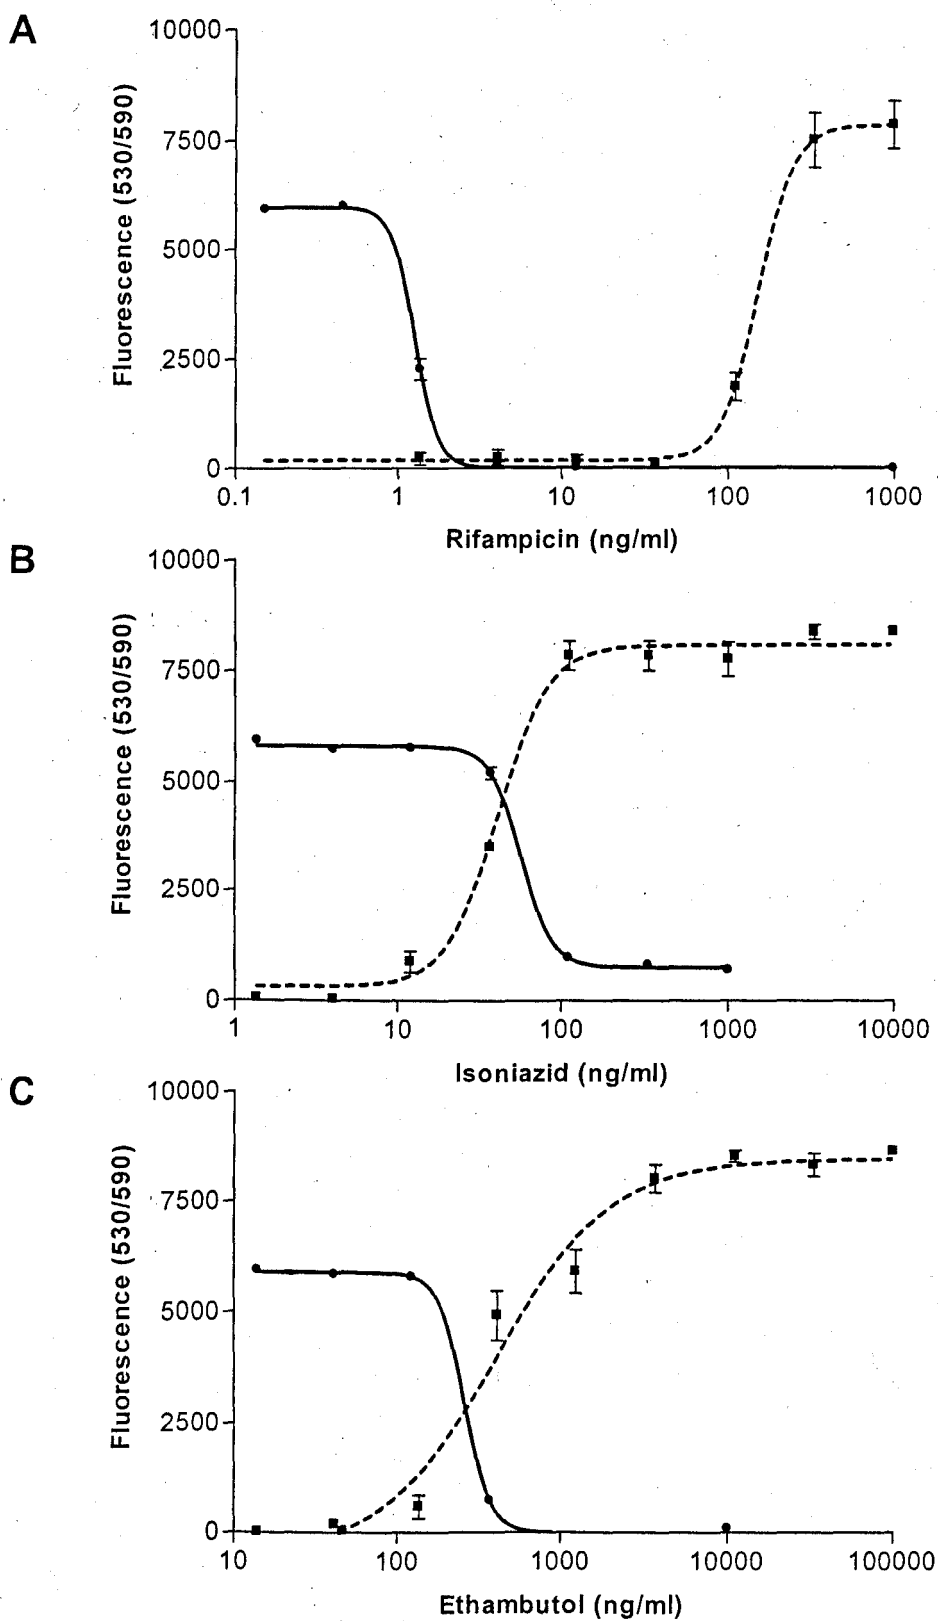 A
10000
7500
5000
2500
0
Fluorescence (530/590)
0.1 1 10 100 1000
Rifampicin (ng/ml)
B
10000
7500
5000
2500
0
Fluorescence (530/590)
1 10 100 1000 10000
Isoniazid (ng/ml)
C
10000
7500
5000
2500
0
Fluorescence (530/590)
10 100 1000 10000 100000
Ethambutol (ng/ml)